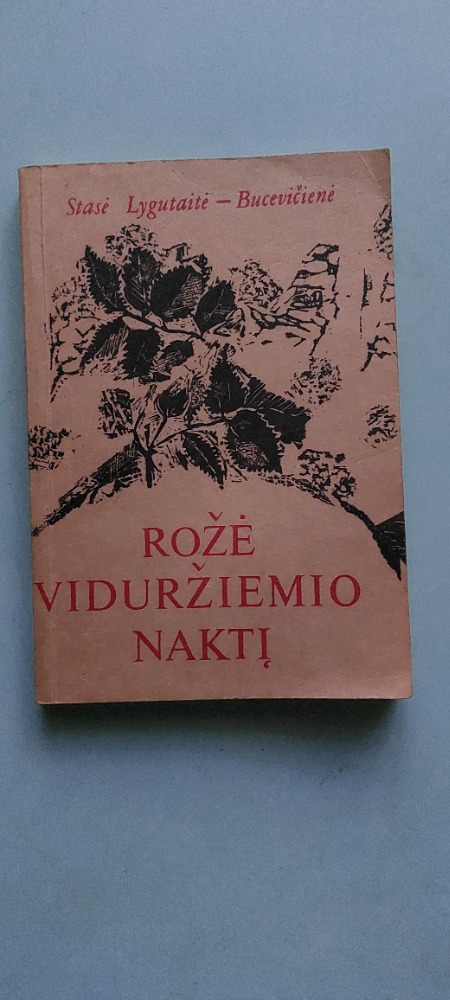 Stasė Lygutaitė – Bucevičienė
ROŽĖ
VIDURŽIEMIO
NAKTĮ